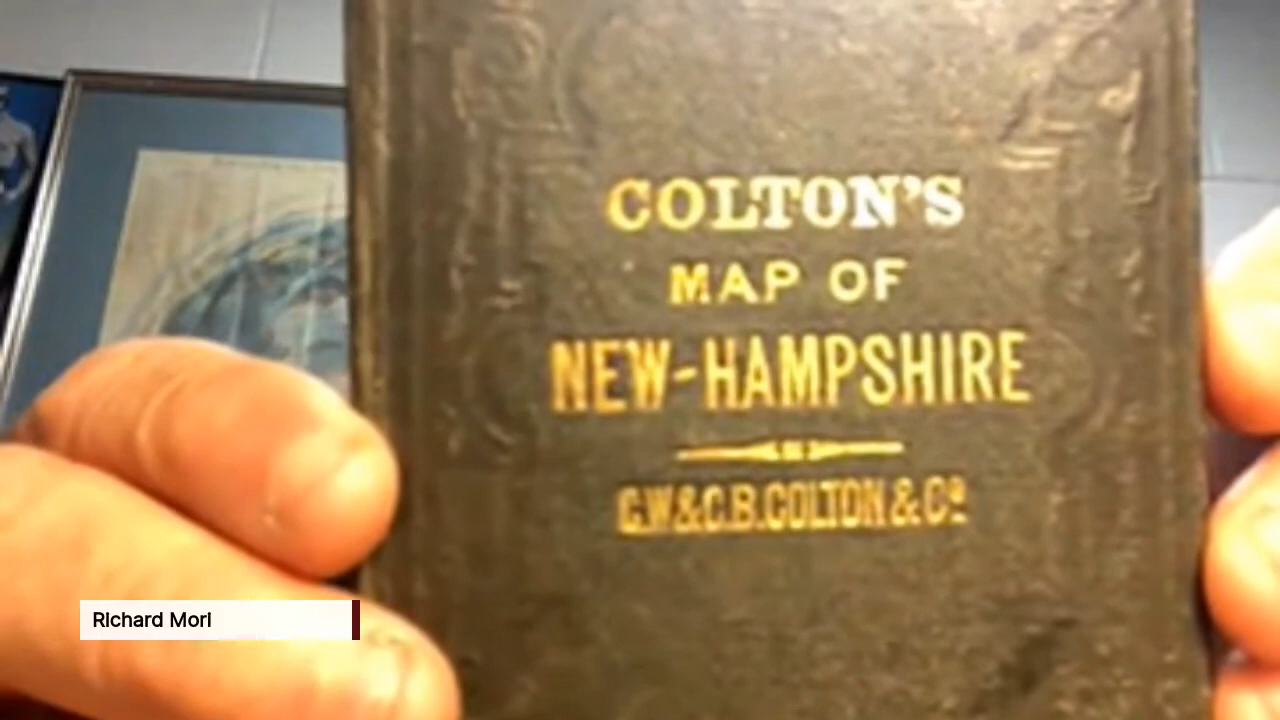 COLTON'S
MAP OF
NEW-HAMPSHIRE
G.W.&C.B.COLTON & Cº
Richard Mori